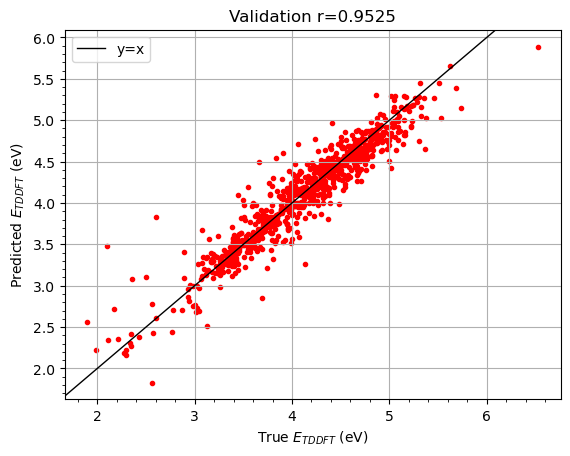 Validation r=0.9525
y=x
Predicted E_TDDFT (eV)
6.0
5.5
5.0
4.5
4.0
3.5
3.0
2.5
2.0
2 3 4 5 6
True E_TDDFT (eV)